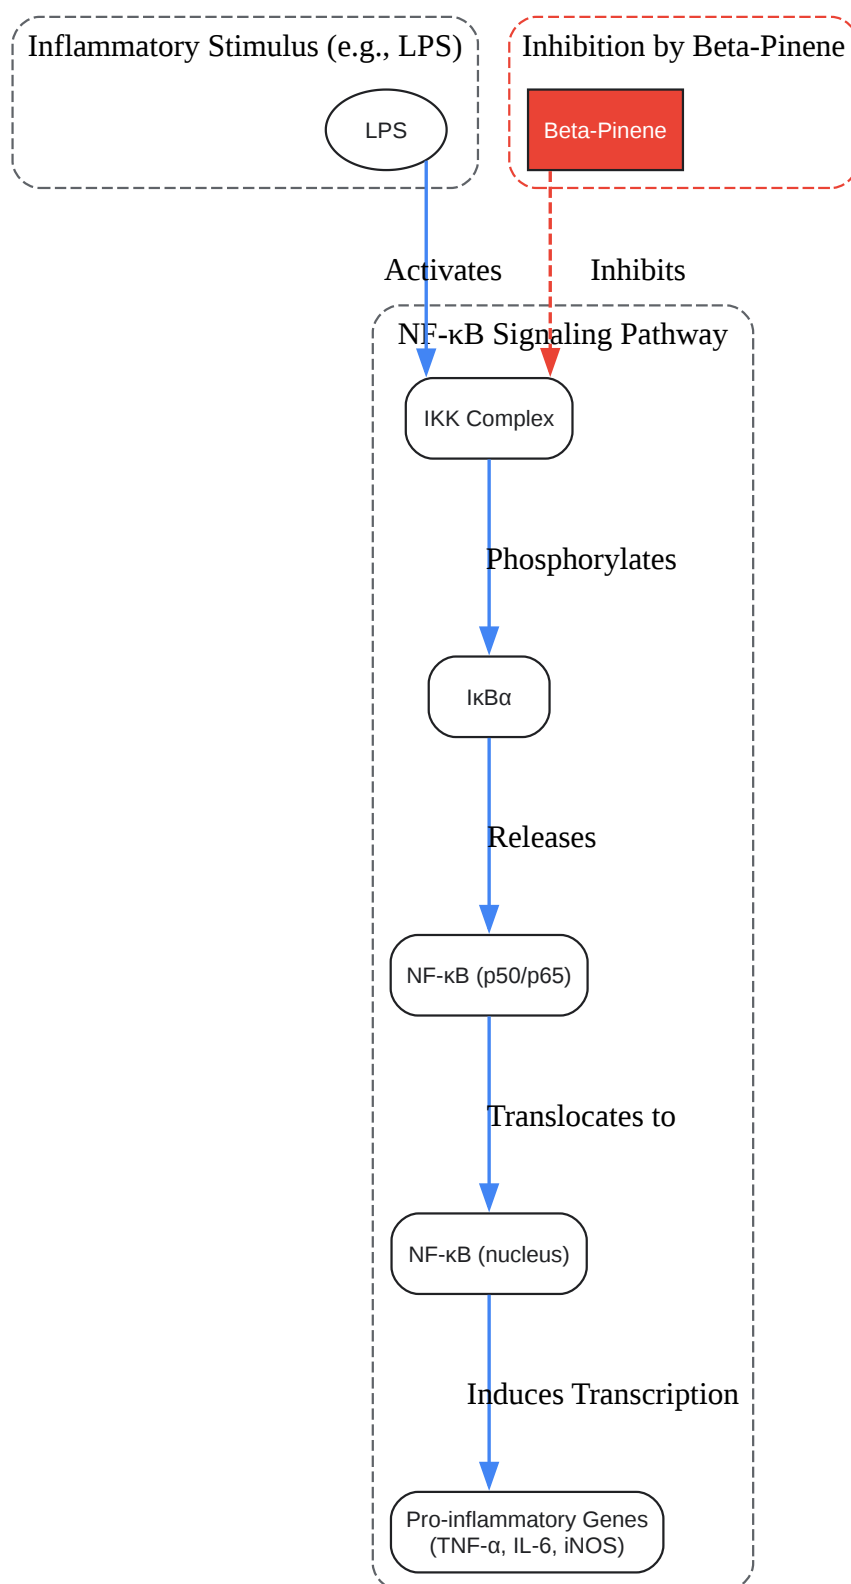 Inflammatory Stimulus (e.g., LPS)
Inhibition by Beta-Pinene
LPS
Beta-Pinene
Activates
Inhibits
NF-κB Signaling Pathway
IKK Complex
Phosphorylates
IκBα
Releases
NF-κB (p50/p65)
Translocates to
NF-κB (nucleus)
Induces Transcription
Pro-inflammatory Genes
(TNF-α, IL-6, iNOS)